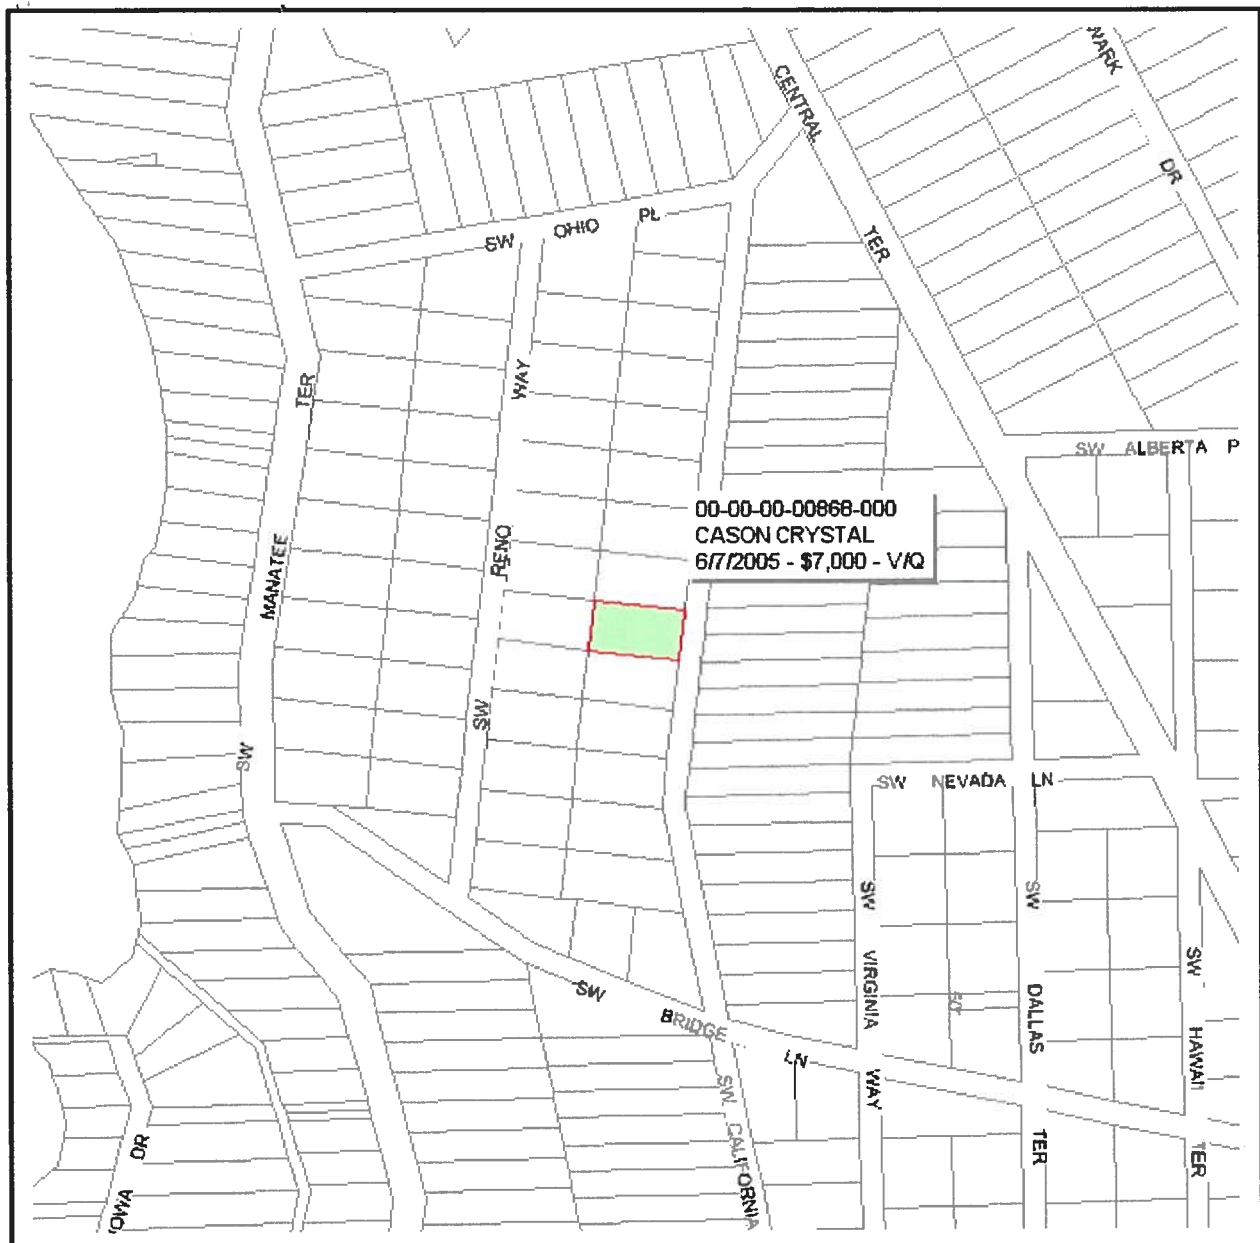 WARK
DR
CENTRAL
TER
SW OHIO PL
WAY
TER
SW ALBERTA P
00-00-00-00868-000
CASON CRYSTAL
6/7/2005 - $7,000 - V/Q
RENO
MANATEE
SW
SW
SW NEVADA LN
SW
SW
SW
VIRGINIA
50'
DALLAS
HAWAII
SW
BRIDGE
LN
SW
CALIFORNIA
WAY
TER
TER
DR
IOWA